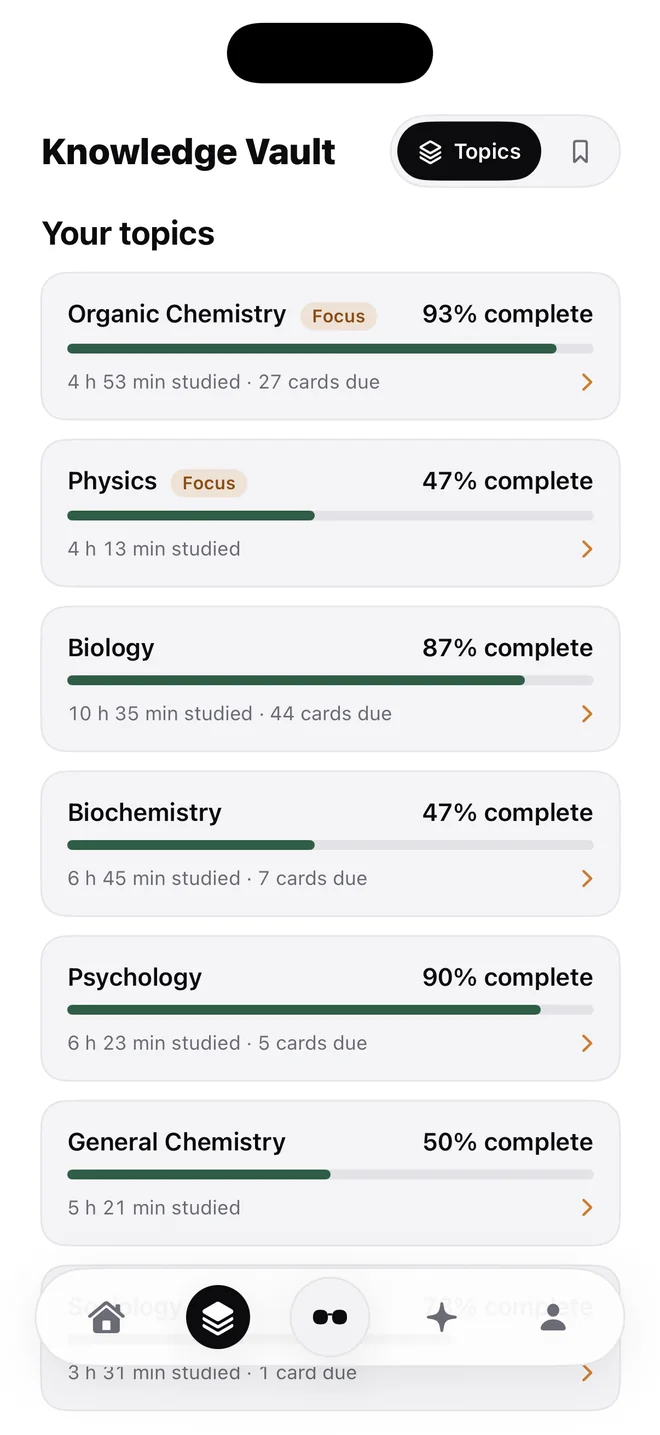 Knowledge Vault
Topics
Your topics
Organic Chemistry Focus 93% complete
4 h 53 min studied · 27 cards due
Physics Focus 47% complete
4 h 13 min studied
Biology 87% complete
10 h 35 min studied · 44 cards due
Biochemistry 47% complete
6 h 45 min studied · 7 cards due
Psychology 90% complete
6 h 23 min studied · 5 cards due
General Chemistry 50% complete
5 h 21 min studied
Sociology complete
3 h 31 min studied · 1 card due